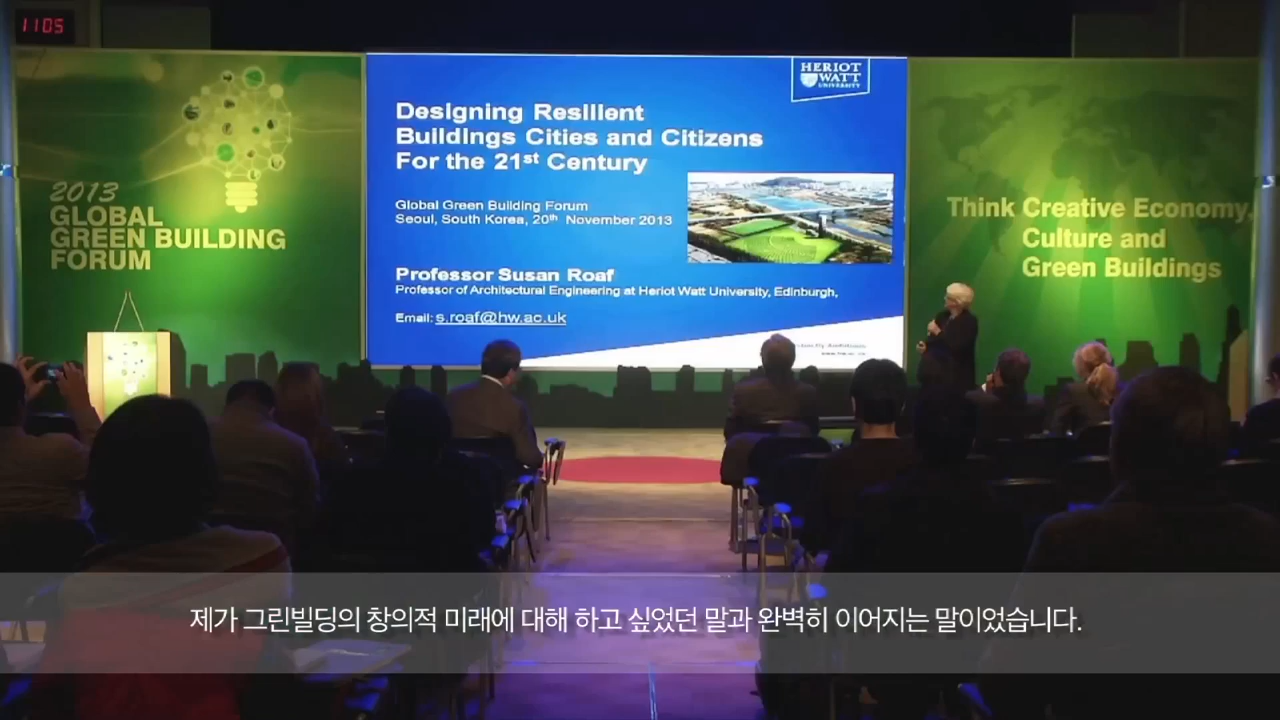 1105
HERIOT
WATT
UNIVERSITY
Designing Resilient
Buildings Cities and Citizens
For the 21st Century
Global Green Building Forum
Seoul, South Korea, 20th November 2013
Professor Susan Roaf
Professor of Architectural Engineering at Heriot Watt University, Edinburgh,
Email: s.roaf@hw.ac.uk
2013
GLOBAL
GREEN BUILDING
FORUM
Think Creative Economy,
Culture and
Green Buildings
제가 그린빌딩의 창의적 미래에 대해 하고 싶었던 말과 완벽히 이어지는 말이었습니다.